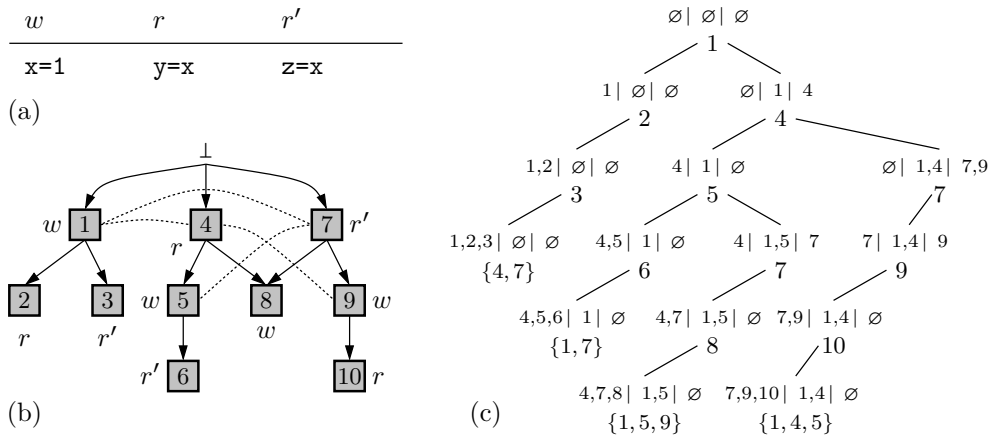 w r r′
x=1 y=x z=x
(a)
⊥
w 1 4 7 r′
r
2 3 w 5 8 9 w
r r′ w
r′ 6 10 r
(b)
∅| ∅| ∅
1
1| ∅| ∅ ∅| 1| 4
2 4
1,2| ∅| ∅ 4| 1| ∅ ∅| 1,4| 7,9
3 5 7
1,2,3| ∅| ∅ 4,5| 1| ∅ 4| 1,5| 7 7| 1,4| 9
{4, 7} 6 7 9
4,5,6| 1| ∅ 4,7| 1,5| ∅ 7,9| 1,4| ∅
{1, 7} 8 10
4,7,8| 1,5| ∅ 7,9,10| 1,4| ∅
{1, 5, 9} {1, 4, 5}
(c)